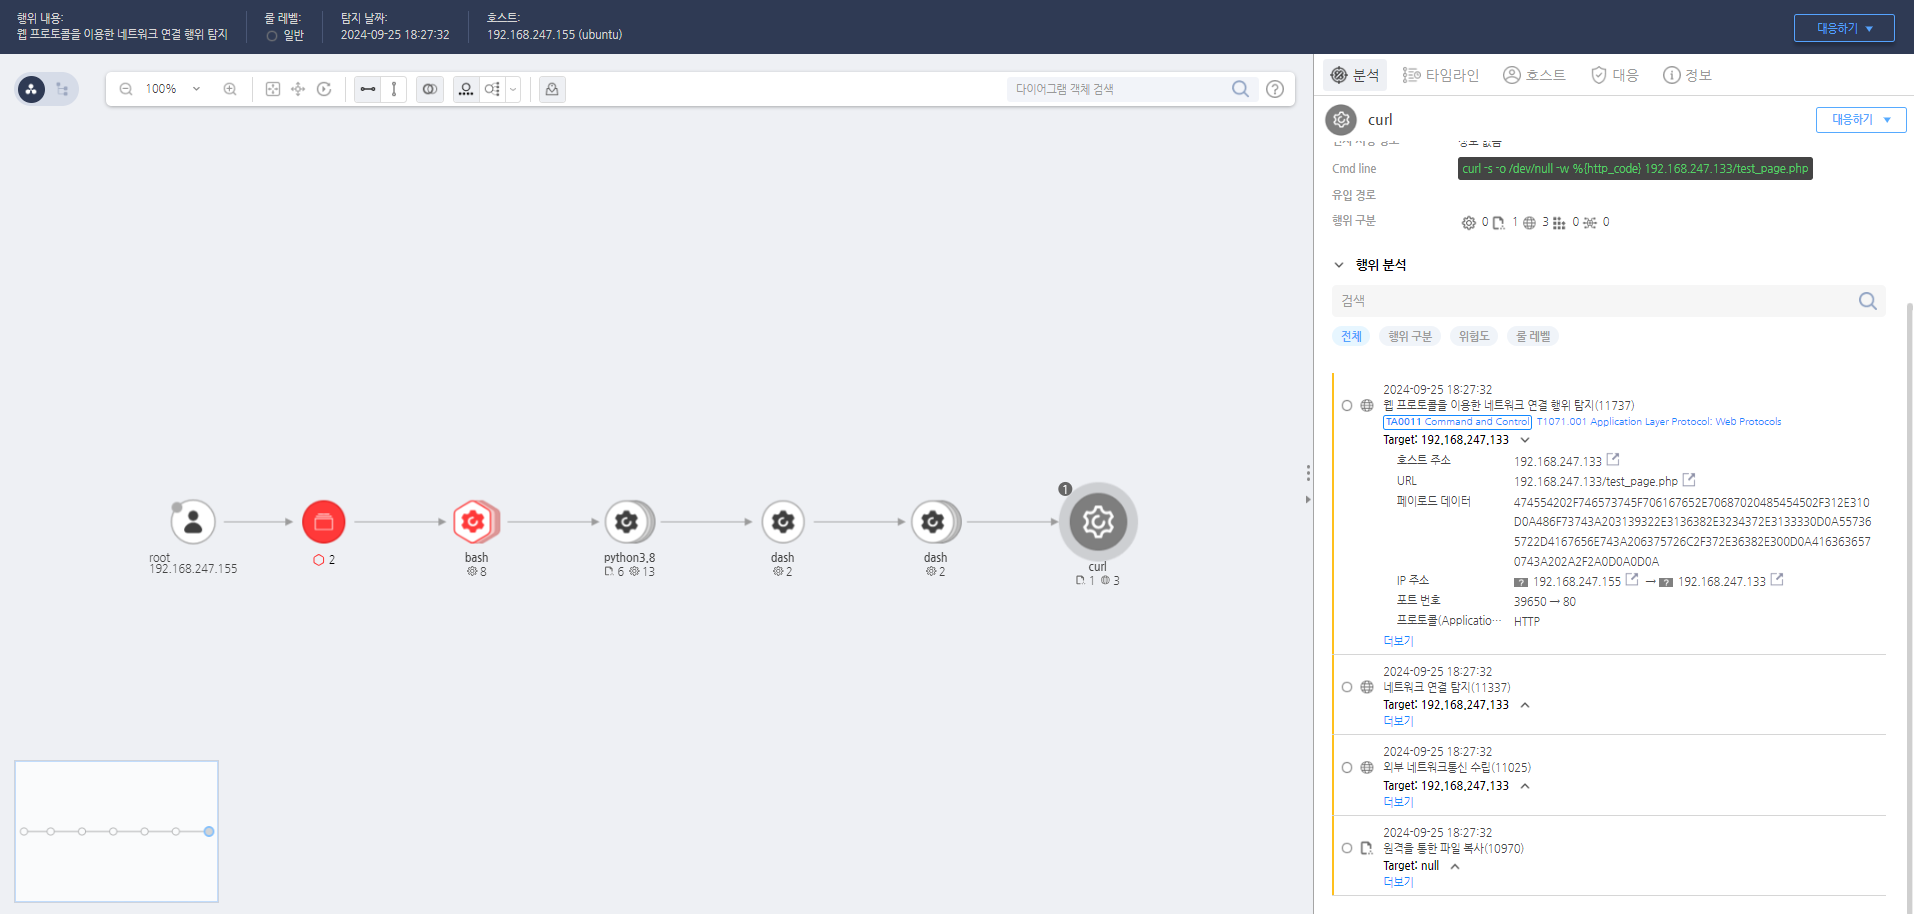 행위 내용:
웹 프로토콜을 이용한 네트워크 연결 행위 탐지
룰 레벨:
일반
탐지 날짜:
2024-09-25 18:27:32
호스트:
192.168.247.155 (ubuntu)
대응하기
100%
다이어그램 객체 검색
분석
타임라인
호스트
대응
정보
curl
대응하기
정보 없음
Cmd line
curl -s -o /dev/null -w %{http_code} 192.168.247.133/test_page.php
유입 경로
행위 구분
0 1 3 0 0
행위 분석
검색
전체
행위 구분
위험도
룰 레벨
2024-09-25 18:27:32
웹 프로토콜을 이용한 네트워크 연결 행위 탐지(11737)
TA0011 Command and Control T1071.001 Application Layer Protocol: Web Protocols
Target: 192.168.247.133
호스트 주소 192.168.247.133
URL 192.168.247.133/test_page.php
페이로드 데이터 474554202F746573745F706167652E70687020485454502F312E310
D0A486F73743A203139322E3136382E3234372E3133330D0A55736
5722D4167656E743A206375726C2F372E36382E300D0A416363657
0743A202A2F2A0D0A0D0A
IP 주소 192.168.247.155 → 192.168.247.133
포트 번호 39650 → 80
프로토콜(Applicatio… HTTP
더보기
2024-09-25 18:27:32
네트워크 연결 탐지(11337)
Target: 192.168.247.133
더보기
2024-09-25 18:27:32
외부 네트워크통신 수립(11025)
Target: 192.168.247.133
더보기
2024-09-25 18:27:32
원격을 통한 파일 복사(10970)
Target: null
더보기
root
192.168.247.155
2
bash
8
python3.8
6 13
dash
2
dash
2
1
curl
1 3